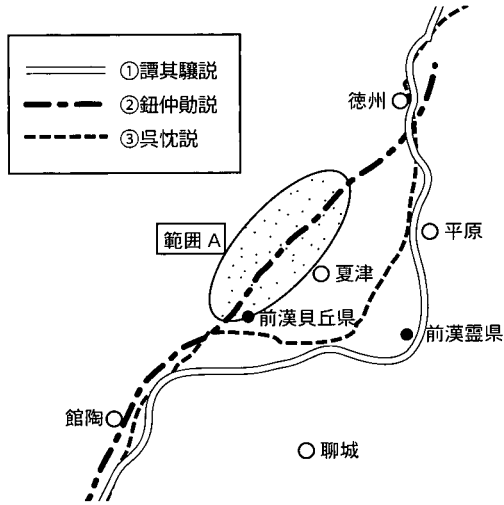 ①譚其驤説
②鈕仲勛説
③呉忱説
徳州
範囲 A
平原
夏津
前漢貝丘県
前漢霊県
館陶
聊城